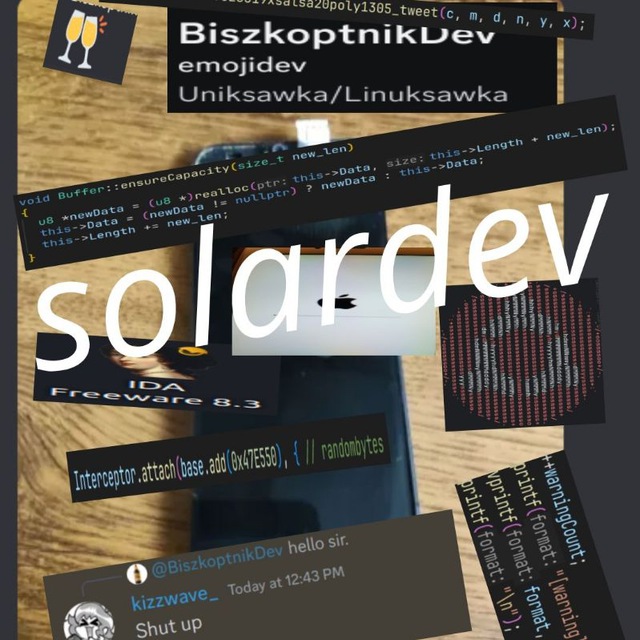 xsalsa20poly1305_tweet(c, m, d, n, y, x);
BiszkoptnikDev
emojidev
Uniksawka/Linuksawka
void Buffer::ensureCapacity(size_t new_len)
{
u8 *newData = (u8 *)realloc(ptr: this->Data, size: this->Length + new_len);
this->Data = (newData != nullptr) ? newData : this->Data;
this->Length += new_len;
}
solardev
IDA
Freeware 8.3
Interceptor.attach(base.add(0x47E550), { // randombytes
@BiszkoptnikDev hello sir.
kizzwave_ Today at 12:43 PM
Shut up
++WarningCount;
printf(format: "[Warning]
vprintf(format: format
printf(format: "\n");